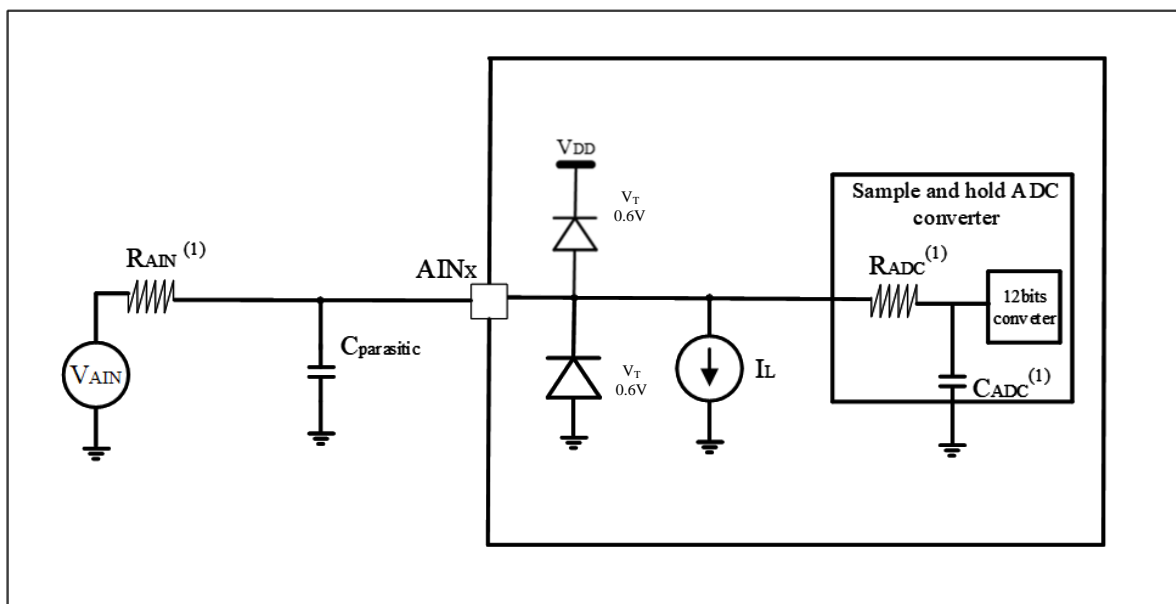 VDD
VT
0.6V
Sample and hold ADC
converter
RAIN(1)
AINx
RADC(1)
12bits
conveter
Cparasitic
VAIN
VT
0.6V
IL
CADC(1)